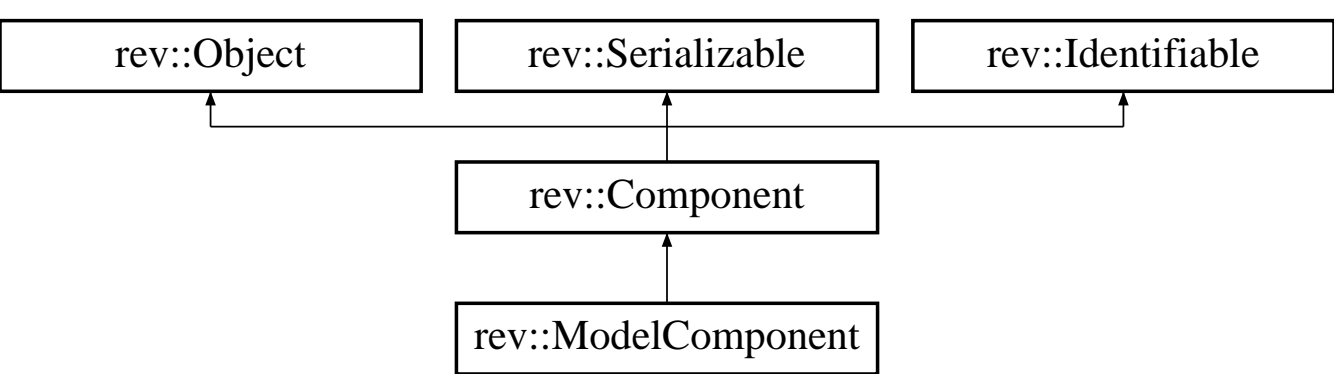 rev::Object
rev::Serializable
rev::Identifiable
rev::Component
rev::ModelComponent